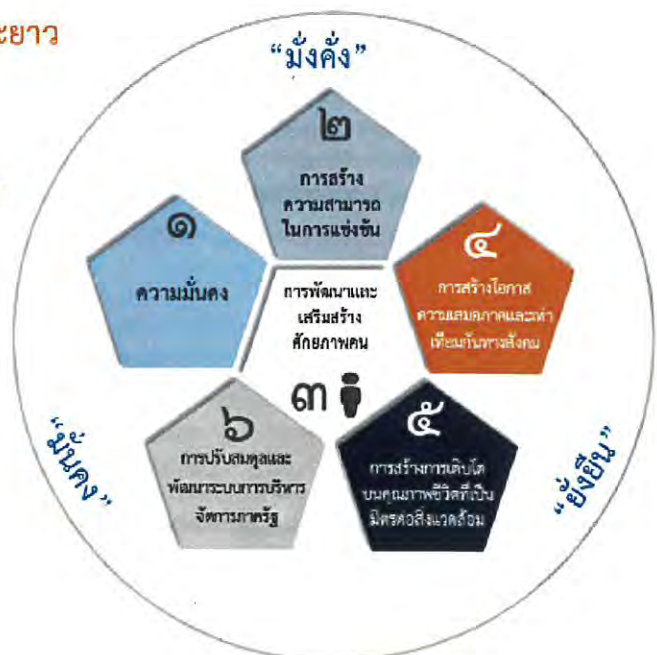 ะยาว
“มั่งคั่ง”
๒
การสร้าง
ความสามารถ
ในการแข่งขัน
๑
ความมั่นคง
๔
การสร้างโอกาส
ความเสมอภาคและเท่า
เทียมกันทางสังคม
การพัฒนาและ
เสริมสร้าง
ศักยภาพคน
๓
๖
การปรับสมดุลและ
พัฒนาระบบการบริหาร
จัดการภาครัฐ
๕
การสร้างการเติบโต
บนคุณภาพชีวิตที่เป็น
มิตรต่อสิ่งแวดล้อม
“มั่นคง”
“ยั่งยืน”